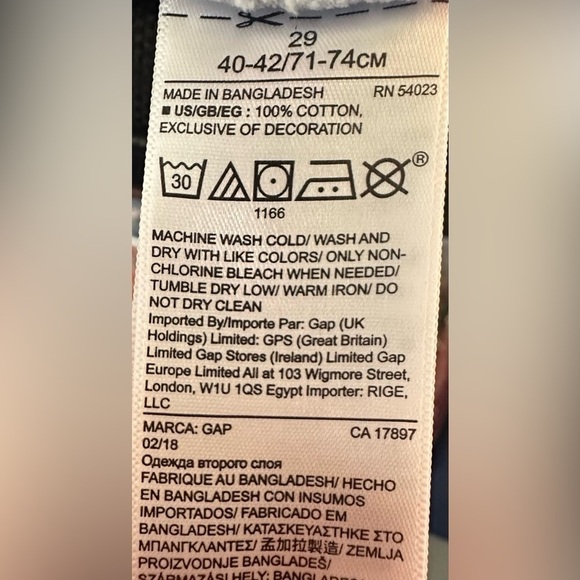 29
40-42/71-74CM
MADE IN BANGLADESH RN 54023
■ US/GB/EG : 100% COTTON,
EXCLUSIVE OF DECORATION
30
®
1166
MACHINE WASH COLD/ WASH AND
DRY WITH LIKE COLORS/ ONLY NON-
CHLORINE BLEACH WHEN NEEDED/
TUMBLE DRY LOW/ WARM IRON/ DO
NOT DRY CLEAN
Imported By/Importe Par: Gap (UK
Holdings) Limited: GPS (Great Britain)
Limited Gap Stores (Ireland) Limited Gap
Europe Limited All at 103 Wigmore Street,
London, W1U 1QS Egypt Importer: RIGE,
LLC
MARCA: GAP CA 17897
02/18
Одежда второго слоя
FABRIQUE AU BANGLADESH/ HECHO
EN BANGLADESH CON INSUMOS
IMPORTADOS/ FABRICADO EM
BANGLADESH/ ΚΑΤΑΣΚΕΥΑΣΤΗΚΕ ΣΤΟ
ΜΠΑΝΓΚΛΑΝΤΕΣ/ 孟加拉製造/ ZEMLJA
PROIZVODNJE BANGLADEŠ/
SZÁRMAZÁSI HELY: BANGLADES